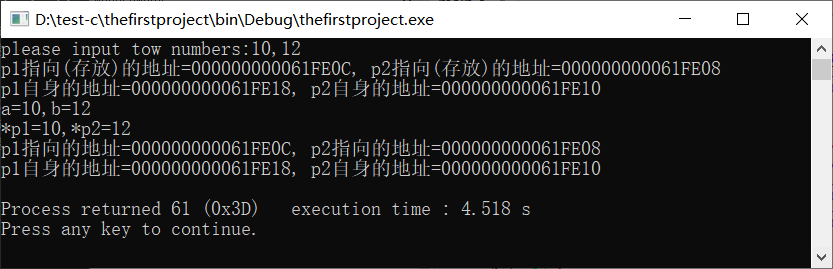 D:\test-c\thefirstproject\bin\Debug\thefirstproject.exe
please input tow numbers:10,12
p1指向(存放)的地址=000000000061FE0C, p2指向(存放)的地址=000000000061FE08
p1自身的地址=000000000061FE18, p2自身的地址=000000000061FE10
a=10,b=12
*p1=10,*p2=12
p1指向的地址=000000000061FE0C, p2指向的地址=000000000061FE08
p1自身的地址=000000000061FE18, p2自身的地址=000000000061FE10
Process returned 61 (0x3D)   execution time : 4.518 s
Press any key to continue.